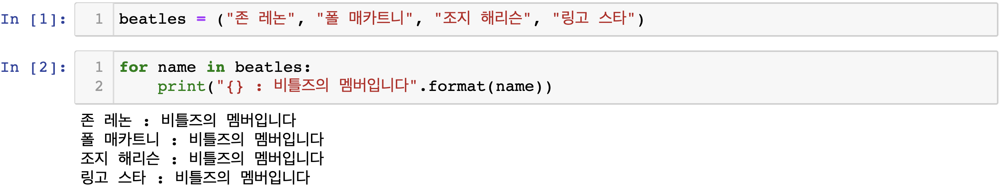 In [1]: 1 beatles = ("존 레논", "폴 매카트니", "조지 해리슨", "링고 스타")
In [2]: 1 for name in beatles:
2     print("{} : 비틀즈의 멤버입니다".format(name))
존 레논 : 비틀즈의 멤버입니다
폴 매카트니 : 비틀즈의 멤버입니다
조지 해리슨 : 비틀즈의 멤버입니다
링고 스타 : 비틀즈의 멤버입니다